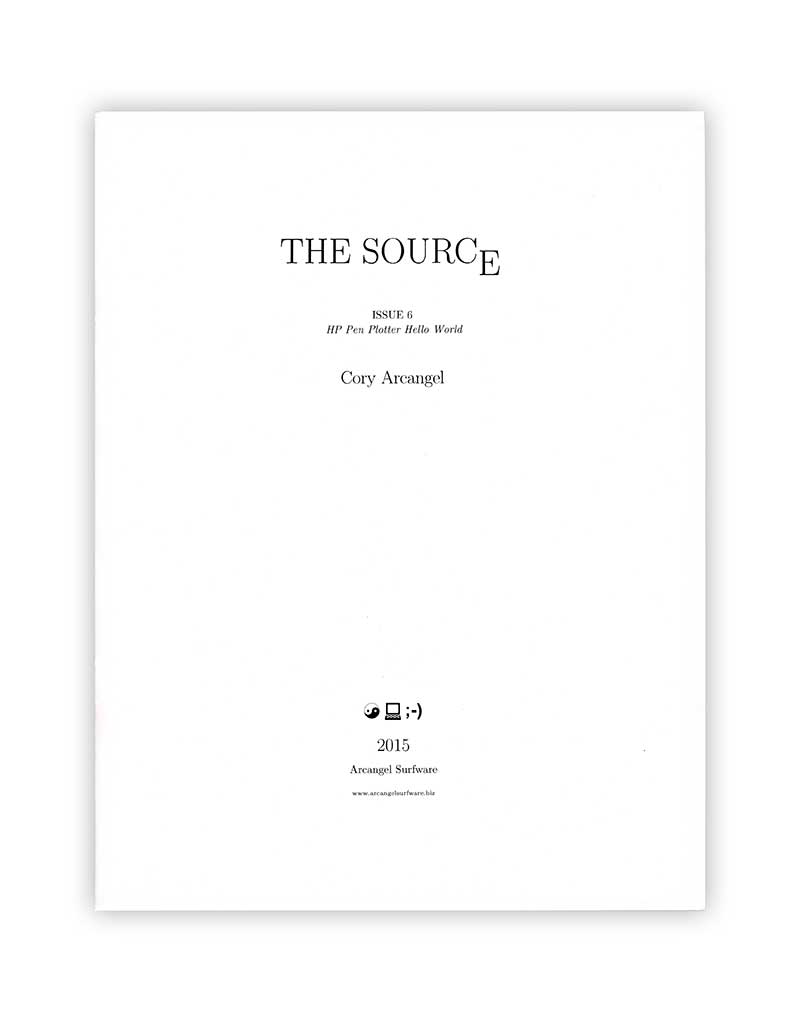 THE SOURCE
ISSUE 6
HP Pen Plotter Hello World
Cory Arcangel
;-)
2015
Arcangel Surfware
www.arcangelsurfware.biz